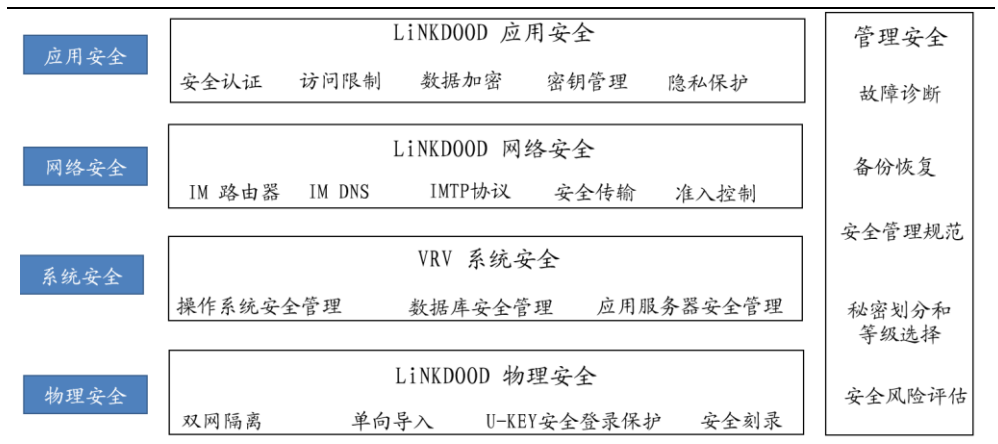 应用安全
LiNKDOOD 应用安全
安全认证 访问限制 数据加密 密钥管理 隐私保护
网络安全
LiNKDOOD 网络安全
IM 路由器 IM DNS IMTP协议 安全传输 准入控制
系统安全
VRV 系统安全
操作系统安全管理 数据库安全管理 应用服务器安全管理
物理安全
LiNKDOOD 物理安全
双网隔离 单向导入 U-KEY安全登录保护 安全刻录
管理安全
故障诊断
备份恢复
安全管理规范
秘密划分和
等级选择
安全风险评估